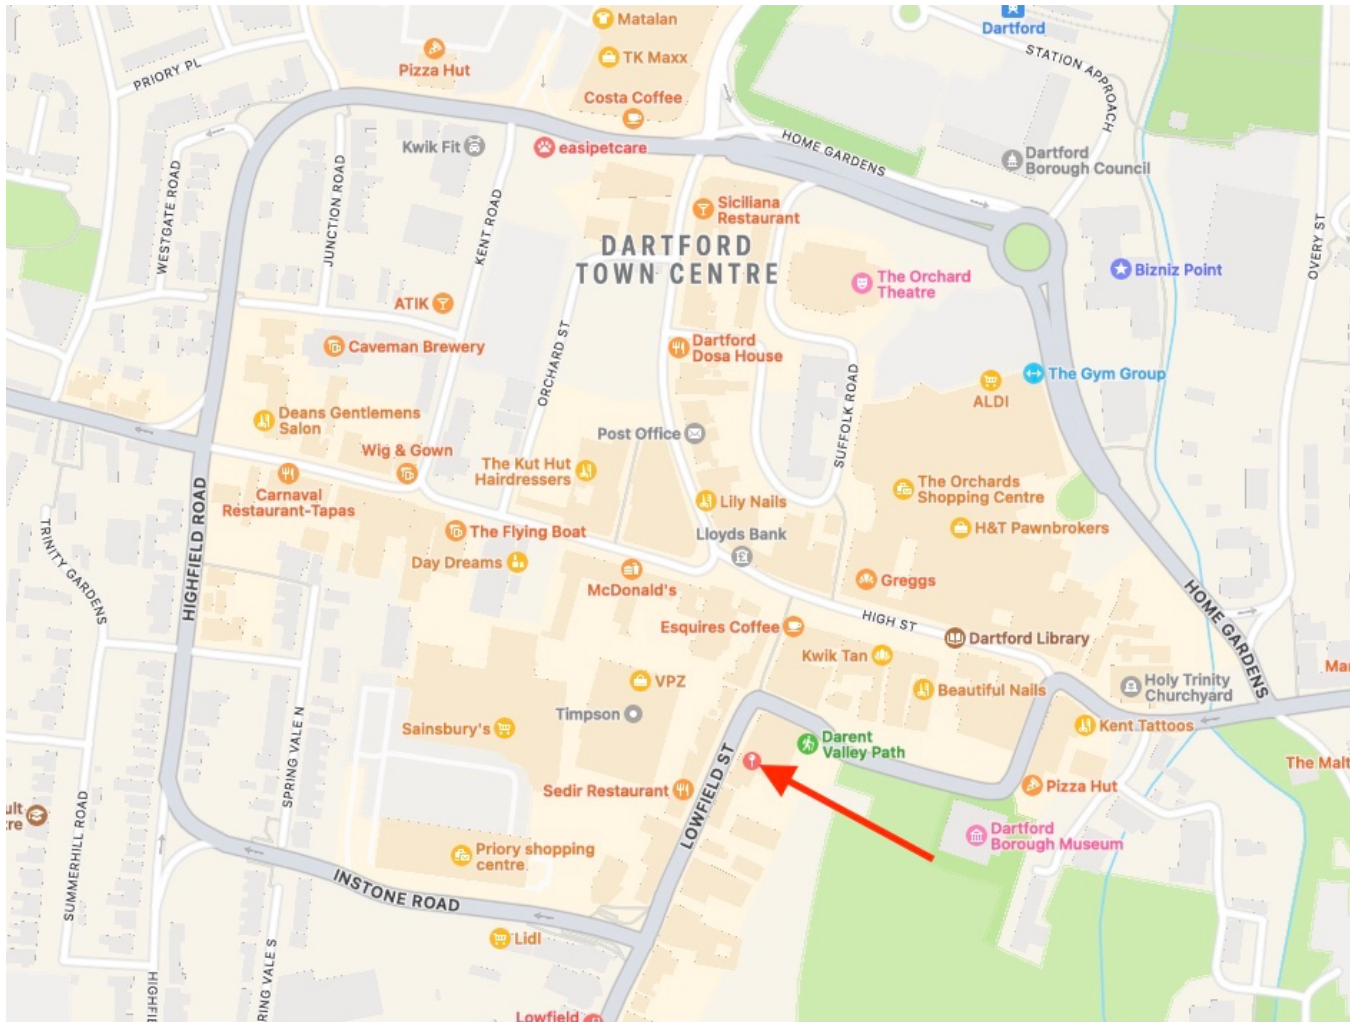 Matalan
TK Maxx
Dartford
STATION APPROACH
PRIORY PL
Pizza Hut
Costa Coffee
Kwik Fit
easipetcare
HOME GARDENS
Dartford
Borough Council
WESTGATE ROAD
JUNCTION ROAD
KENT ROAD
Siciliana
Restaurant
OVERY ST
DARTFORD
TOWN CENTRE
The Orchard
Theatre
Bizniz Point
ATIK
Caveman Brewery
ORCHARD ST
Dartford
Dosa House
SUFFOLK ROAD
The Gym Group
ALDI
Deans Gentlemens
Salon
Wig & Gown
Post Office
The Kut Hut
Hairdressers
Carnaval
Restaurant-Tapas
Lily Nails
The Orchards
Shopping Centre
H&T Pawnbrokers
TRINITY GARDENS
HIGHFIELD ROAD
The Flying Boat
Day Dreams
Lloyds Bank
McDonald's
Greggs
HOME GARDENS
Esquires Coffee
HIGH ST
Dartford Library
Kwik Tan
Mar
VPZ
Beautiful Nails
Holy Trinity
Churchyard
Timpson
Sainsbury's
Kent Tattoos
SPRING VALE N
LOWFIELD ST
Darent
Valley Path
The Malt
Sedir Restaurant
Pizza Hut
ult
re
SUMMERHILL ROAD
Priory shopping
centre
Dartford
Borough Museum
INSTONE ROAD
Lidl
HIGHFIE
RING VALE S
Lowfield